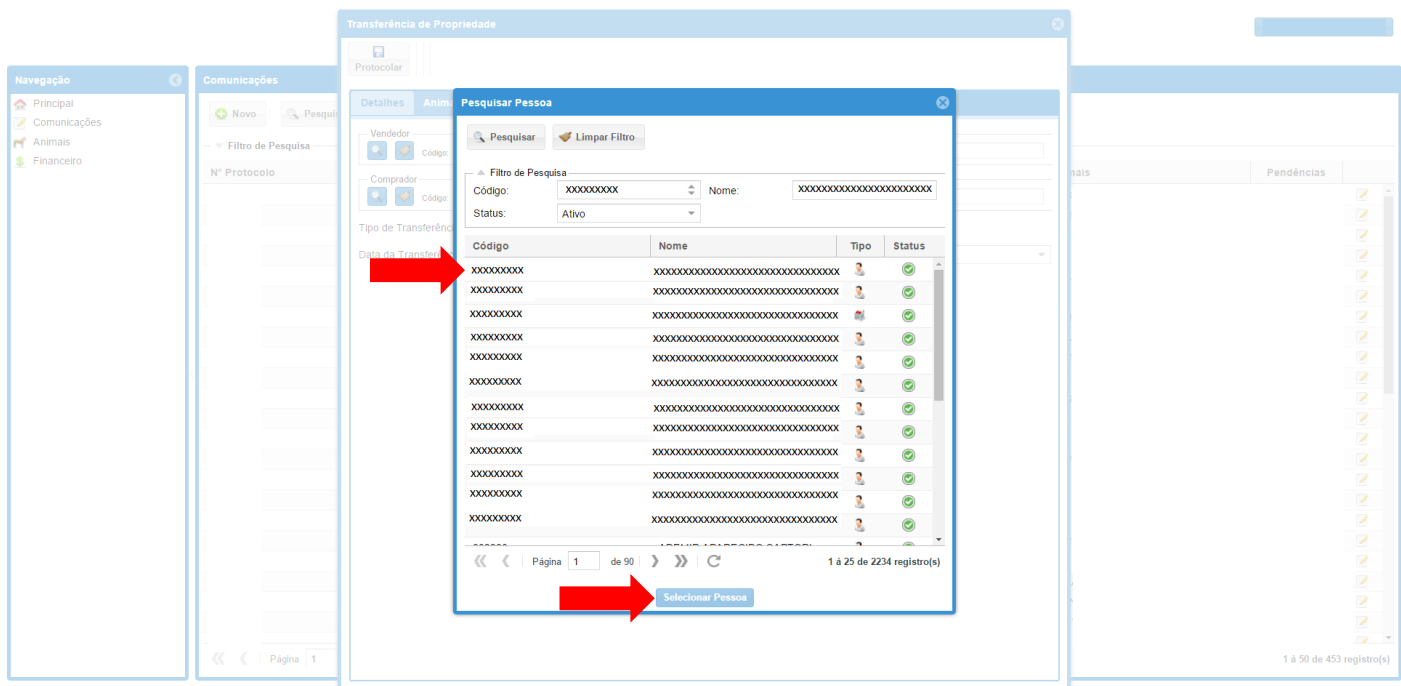 Transferência de Propriedade
Protocolar
Navegação
Principal
Comunicações
Animais
Financeiro
Comunicações
Novo
Filtro de Pesquisa
N° Protocolo
Página 1
Detalhes
Vendedor
Código:
Comprador
Código:
Tipo de
Data da
Pesquisar Pessoa
Pesquisar Limpar Filtro
Filtro de Pesquisa
Código: XXXXXXXXX Nome: XXXXXXXXXXXXXXXXXXXXXXX
Status: Ativo
Código Nome Tipo Status
XXXXXXXXX XXXXXXXXXXXXXXXXXXXXXXXXXXXXXXXX
XXXXXXXXX XXXXXXXXXXXXXXXXXXXXXXXXXXXXXXXX
XXXXXXXXX XXXXXXXXXXXXXXXXXXXXXXXXXXXXXXXX
XXXXXXXXX XXXXXXXXXXXXXXXXXXXXXXXXXXXXXXXX
XXXXXXXXX XXXXXXXXXXXXXXXXXXXXXXXXXXXXXXXX
XXXXXXXXX XXXXXXXXXXXXXXXXXXXXXXXXXXXXXXXX
XXXXXXXXX XXXXXXXXXXXXXXXXXXXXXXXXXXXXXXXX
XXXXXXXXX XXXXXXXXXXXXXXXXXXXXXXXXXXXXXXXX
XXXXXXXXX XXXXXXXXXXXXXXXXXXXXXXXXXXXXXXXX
XXXXXXXXX XXXXXXXXXXXXXXXXXXXXXXXXXXXXXXXX
XXXXXXXXX XXXXXXXXXXXXXXXXXXXXXXXXXXXXXXXX
XXXXXXXXX XXXXXXXXXXXXXXXXXXXXXXXXXXXXXXXX
Página 1 de 90 1 á 25 de 2234 registro(s)
Selecionar Pessoa
Pendências
1 à 50 de 453 registro(s)